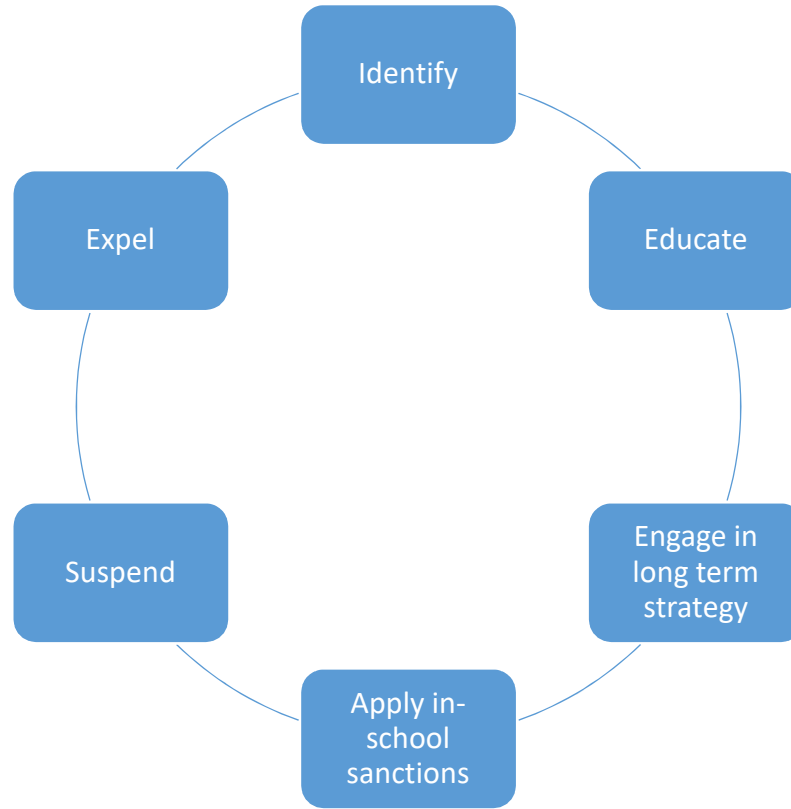 Identify
Educate
Engage in
long term
strategy
Apply in-
school
sanctions
Suspend
Expel